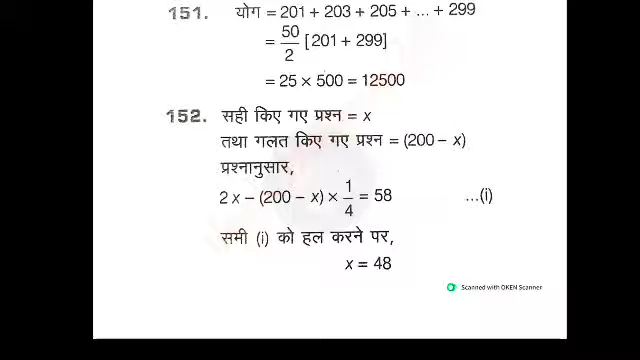 151. योग = 201 + 203 + 205 + ... + 299
= 50/2 [201 + 299]
= 25 × 500 = 12500
152. सही किए गए प्रश्न = x
तथा गलत किए गए प्रश्न = (200 – x)
प्रश्नानुसार,
2x – (200 – x) × 1/4 = 58 ...(i)
समी (i) को हल करने पर,
x = 48
Scanned with OKEN Scanner